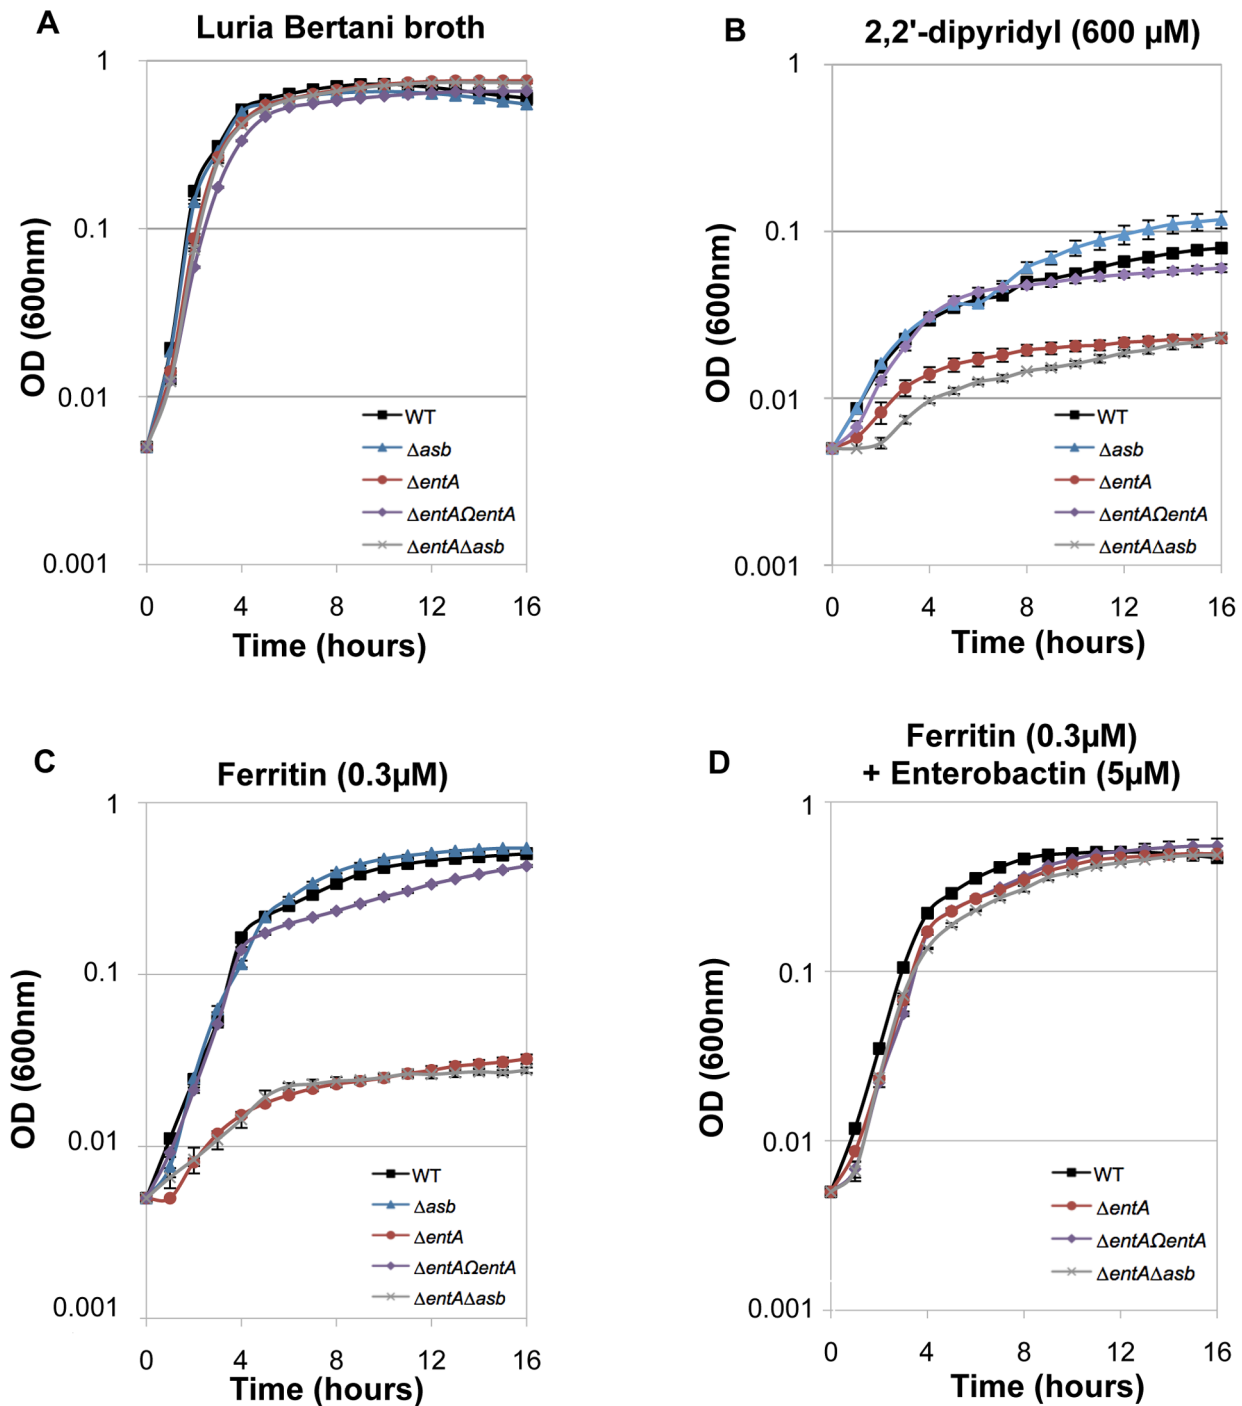 A
Luria Bertani broth
1
0.1
0.01
0.001
OD (600nm)
WT
Δasb
ΔentA
ΔentAΩentA
ΔentAΔasb
0 4 8 12 16
Time (hours)
B
2,2'-dipyridyl (600 µM)
1
0.1
0.01
0.001
OD (600nm)
WT
Δasb
ΔentA
ΔentAΩentA
ΔentAΔasb
0 4 8 12 16
Time (hours)
C
Ferritin (0.3µM)
1
0.1
0.01
0.001
OD (600nm)
WT
Δasb
ΔentA
ΔentAΩentA
ΔentAΔasb
0 4 8 12 16
Time (hours)
D
Ferritin (0.3µM)
+ Enterobactin (5µM)
1
0.1
0.01
0.001
OD (600nm)
WT
ΔentA
ΔentAΩentA
ΔentAΔasb
0 4 8 12 16
Time (hours)